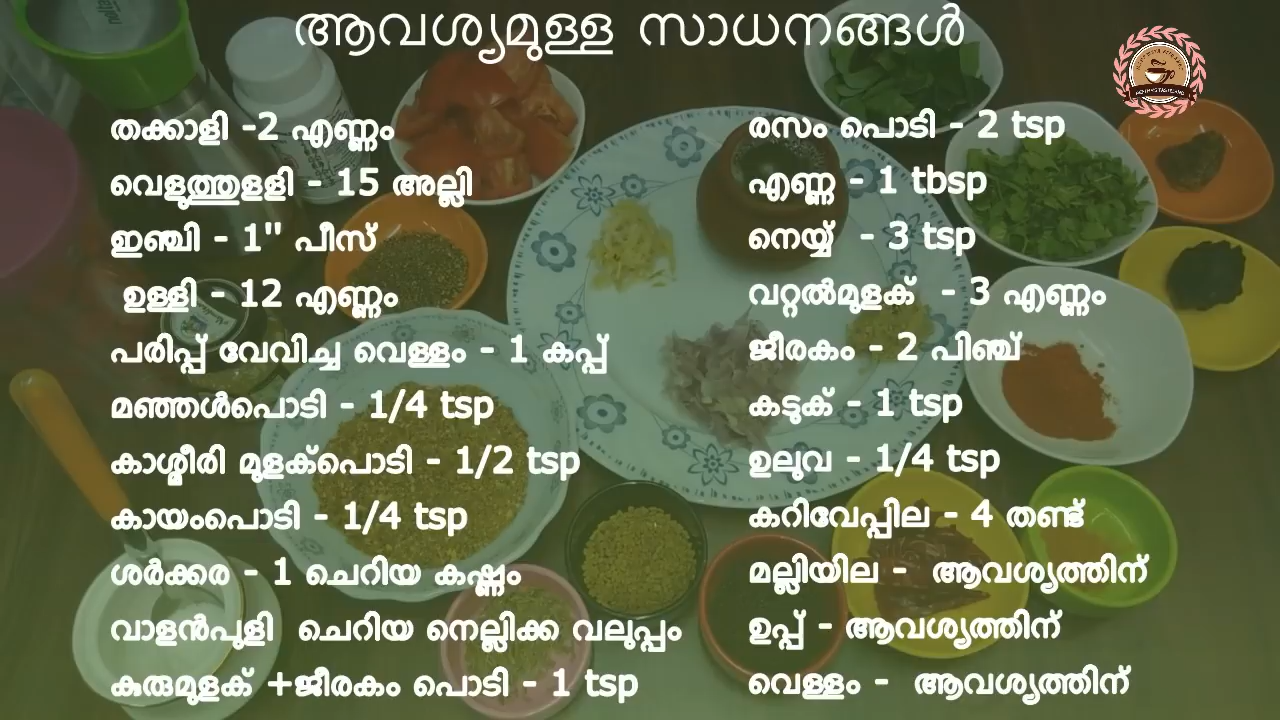 ആവശ്യമുള്ള സാധനങ്ങൾ
തക്കാളി -2 എണ്ണം
വെളുത്തുളളി - 15 അല്ലി
ഇഞ്ചി - 1" പീസ്
ഉള്ളി - 12 എണ്ണം
പരിപ്പ് വേവിച്ച വെള്ളം - 1 കപ്പ്
മഞ്ഞൾപൊടി - 1/4 tsp
കാശ്മീരി മുളക്പൊടി - 1/2 tsp
കായംപൊടി - 1/4 tsp
ശർക്കര - 1 ചെറിയ കഷ്ണം
വാളൻപുളി ചെറിയ നെല്ലിക്ക വലുപ്പം
കുരുമുളക് +ജീരകം പൊടി - 1 tsp
രസം പൊടി - 2 tsp
എണ്ണ - 1 tbsp
നെയ്യ് - 3 tsp
വറ്റൽമുളക് - 3 എണ്ണം
ജീരകം - 2 പിഞ്ച്
കടുക് - 1 tsp
ഉലുവ - 1/4 tsp
കറിവേപ്പില - 4 തണ്ട്
മല്ലിയില - ആവശ്യത്തിന്
ഉപ്പ് - ആവശ്യത്തിന്
വെള്ളം - ആവശ്യത്തിന്